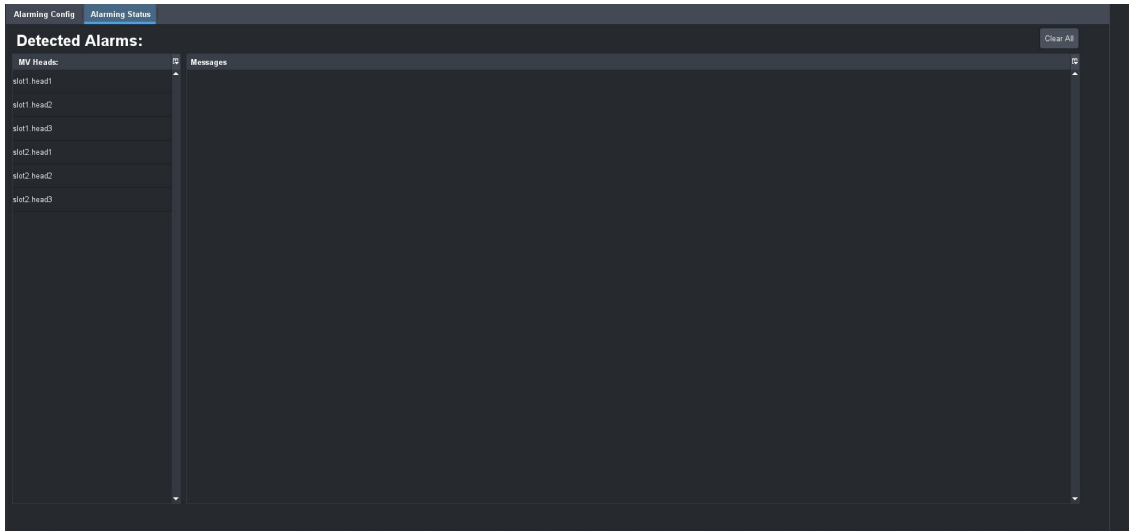 Alarming Config Alarming Status
Detected Alarms:
Clear All
MV Heads:
Messages
slot1.head1
slot1.head2
slot1.head3
slot2.head1
slot2.head2
slot2.head3